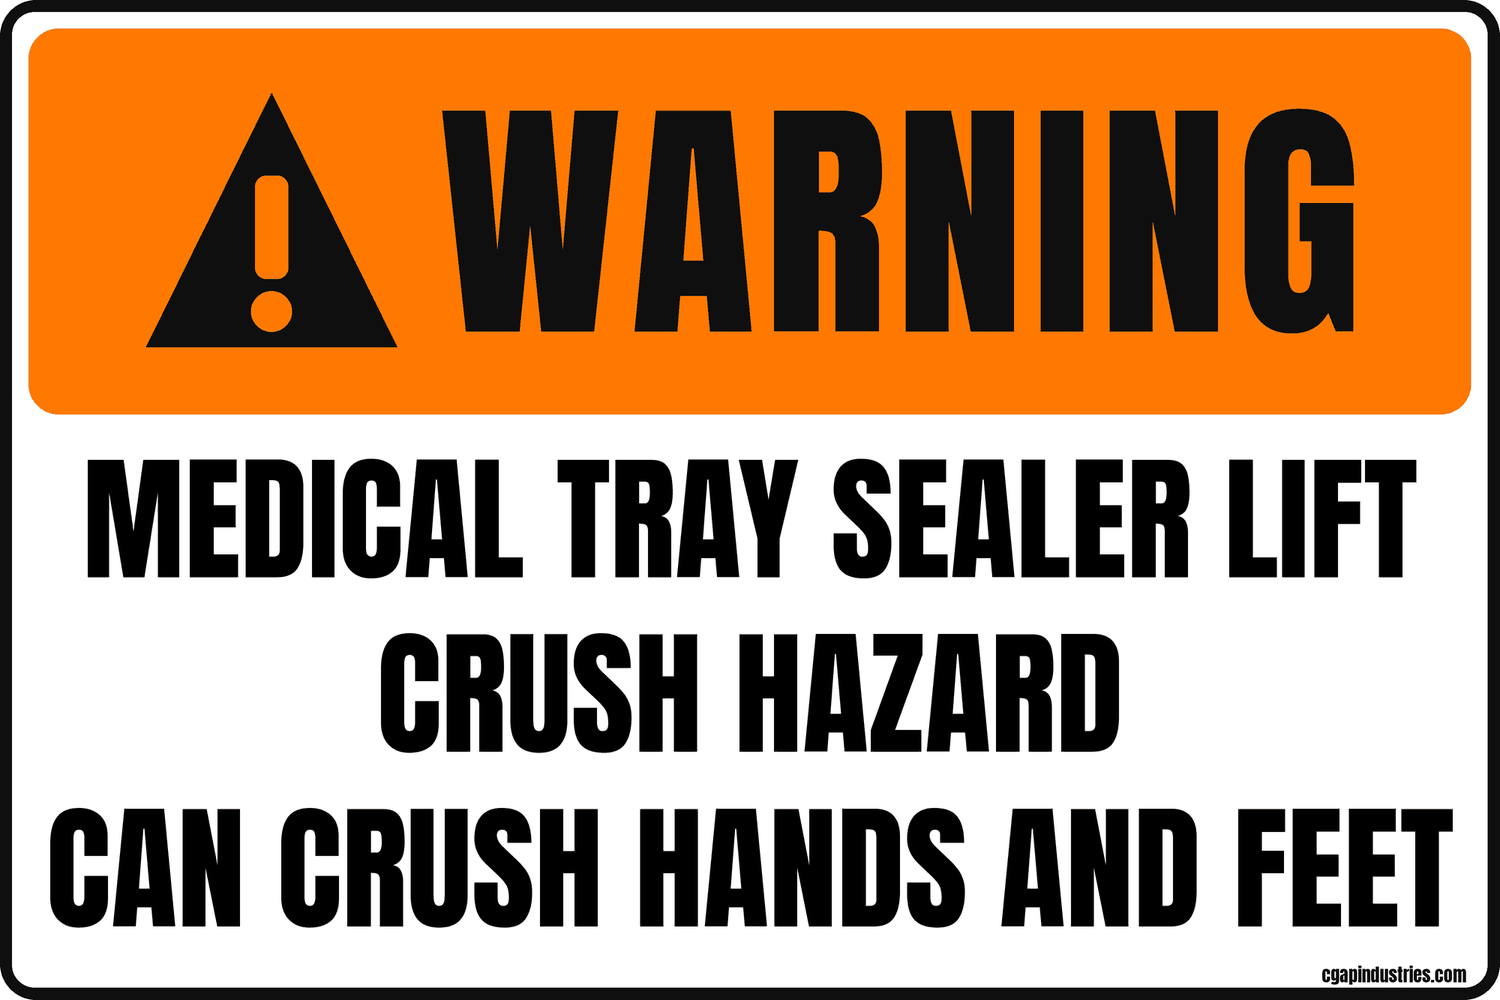 WARNING
MEDICAL TRAY SEALER LIFT
CRUSH HAZARD
CAN CRUSH HANDS AND FEET
cgapindustries.com